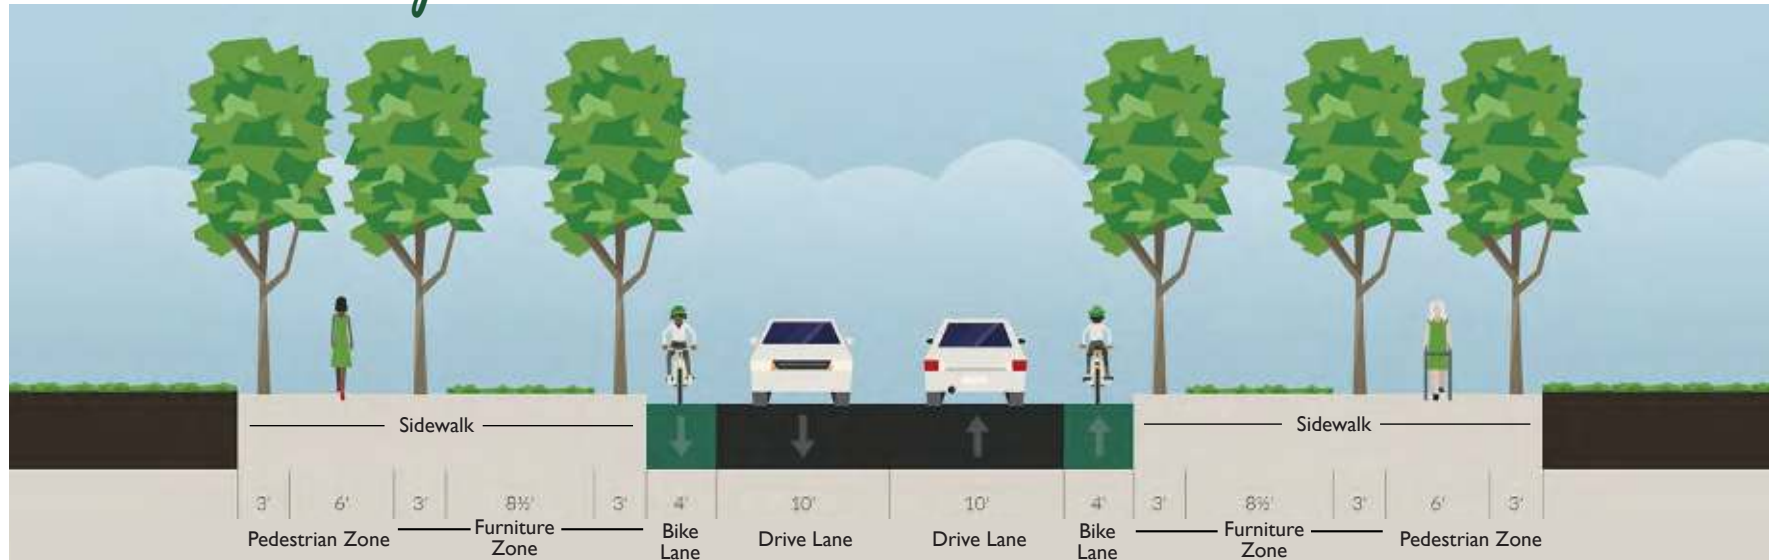 Sidewalk
Sidewalk
3' 6' 3' 8½' 3' 4' 10' 10' 4' 3' 8½' 3' 6' 3'
Pedestrian Zone
Furniture
Zone
Bike
Lane
Drive Lane
Drive Lane
Bike
Lane
Furniture
Zone
Pedestrian Zone